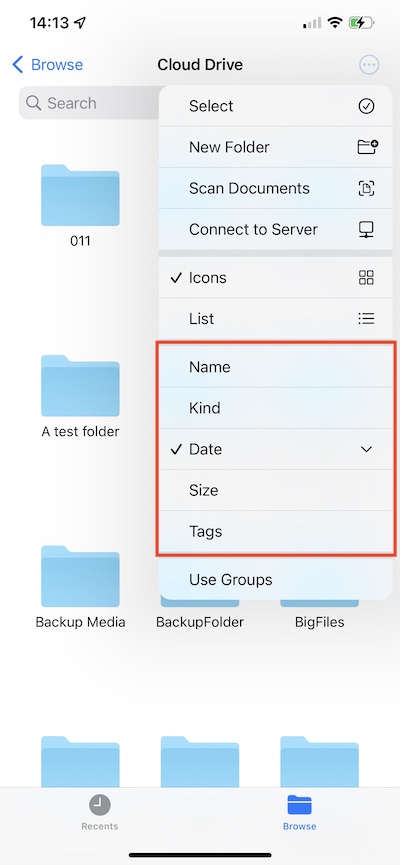 14:13
Browse
Cloud Drive
Search
Select
New Folder
Scan Documents
Connect to Server
Icons
List
Name
Kind
Date
Size
Tags
Use Groups
011
A test folder
Backup Media
BackupFolder
BigFiles
Recents
Browse